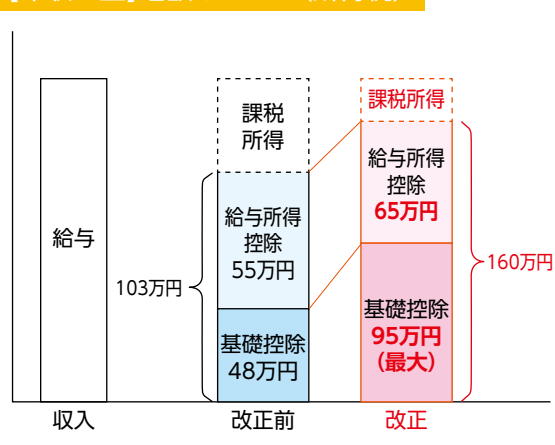 給与
103万円
課税
所得
給与所得
控除
55万円
基礎控除
48万円
課税所得
給与所得
控除
65万円
基礎控除
95万円
（最大）
160万円
収入
改正前
改正